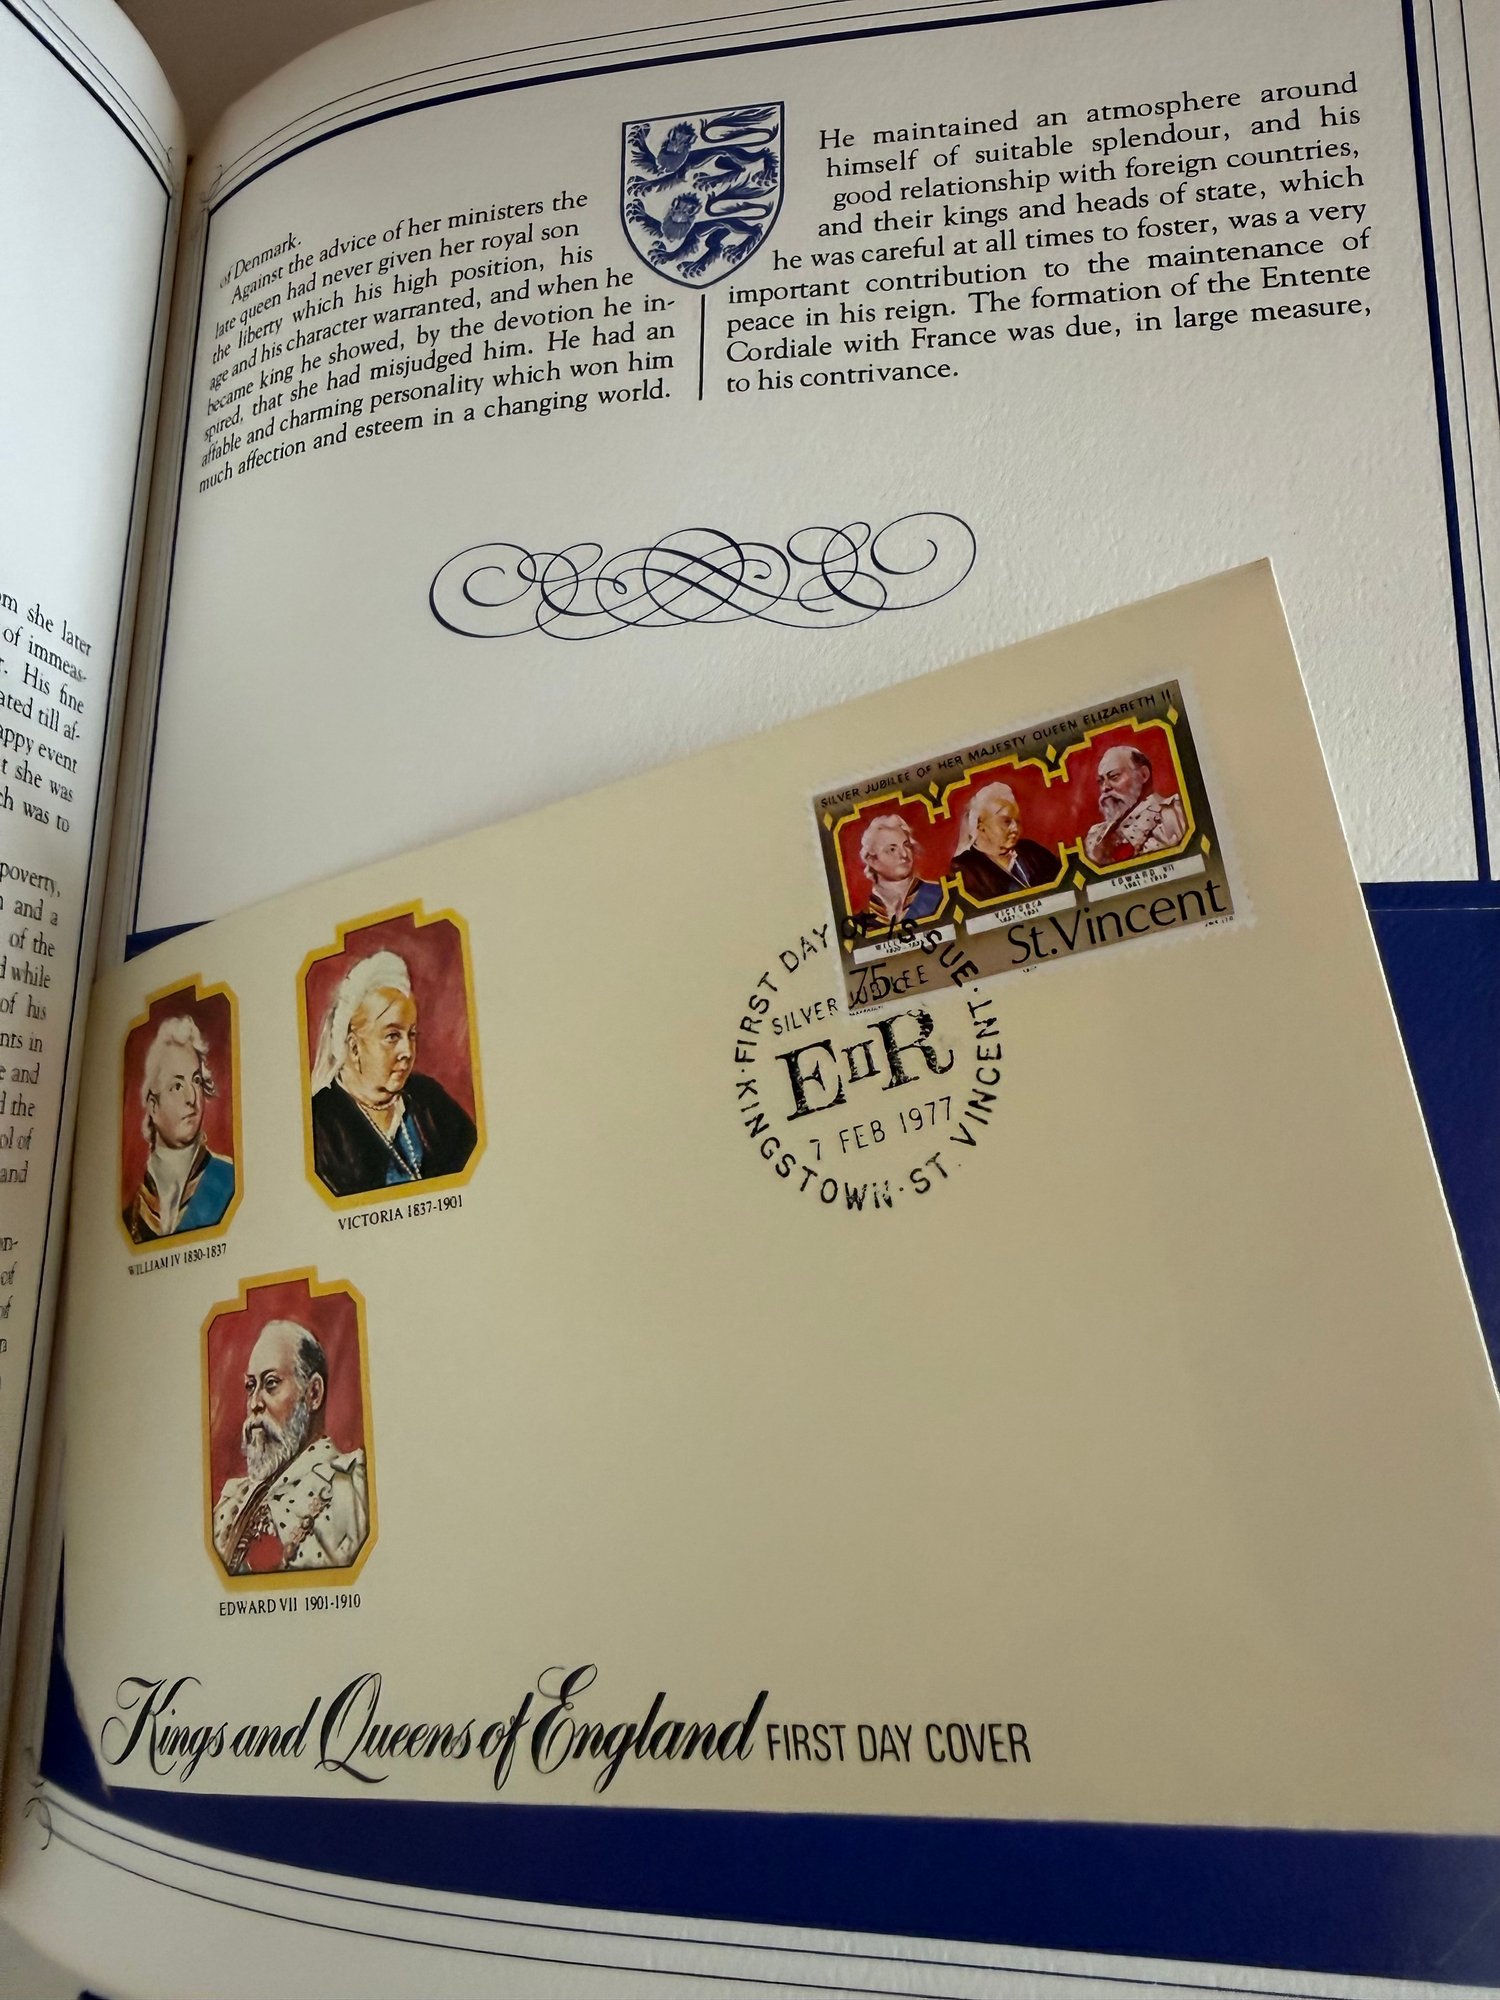 om she later
of immeas-
r. His fine
ated till af-
appy event
t she was
ch was to
poverty,
n and a
of the
d while
of his
nts in
e and
d the
ol of
and
on-
of
of
of Denmark.
Against the advice of her ministers the
late queen had never given her royal son
the liberty which his high position, his
age and his character warranted, and when he
became king he showed, by the devotion he in-
spired, that she had misjudged him. He had an
affable and charming personality which won him
much affection and esteem in a changing world.
He maintained an atmosphere around
himself of suitable splendour, and his
good relationship with foreign countries,
and their kings and heads of state, which
he was careful at all times to foster, was a very
important contribution to the maintenance of
peace in his reign. The formation of the Entente
Cordiale with France was due, in large measure,
to his contrivance.
SILVER JUBILEE OF HER MAJESTY QUEEN ELIZABETH II
VICTORIA
1837-1901
EDWARD VII
1901-1910
75c
St.Vincent
FIRST DAY OF ISSUE · KINGSTOWN · ST. VINCENT ·
SILVER JUBILEE
EIIR
7 FEB 1977
WILLIAM IV 1830-1837
VICTORIA 1837-1901
EDWARD VII 1901-1910
Kings and Queens of England FIRST DAY COVER